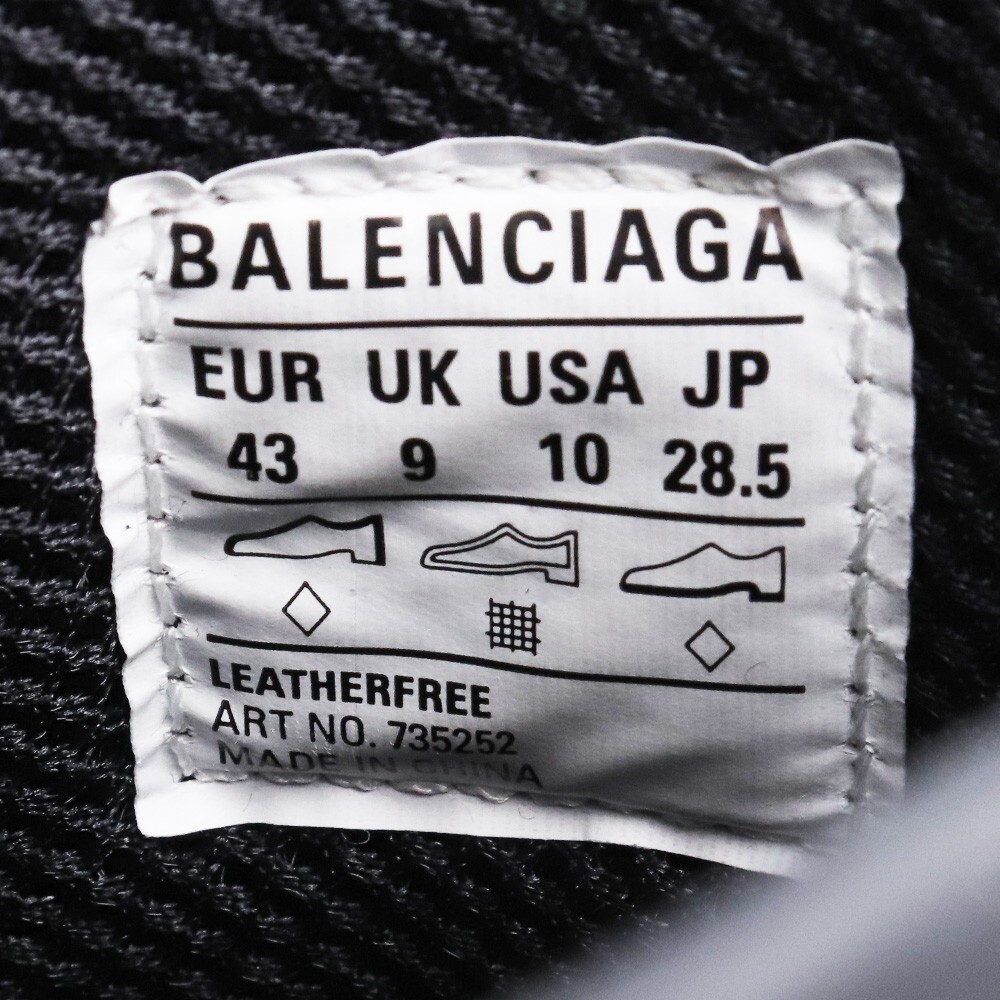 BALENCIAGA
EUR UK USA JP
43 9 10 28.5
LEATHERFREE
ART NO. 735252
MADE IN CHINA